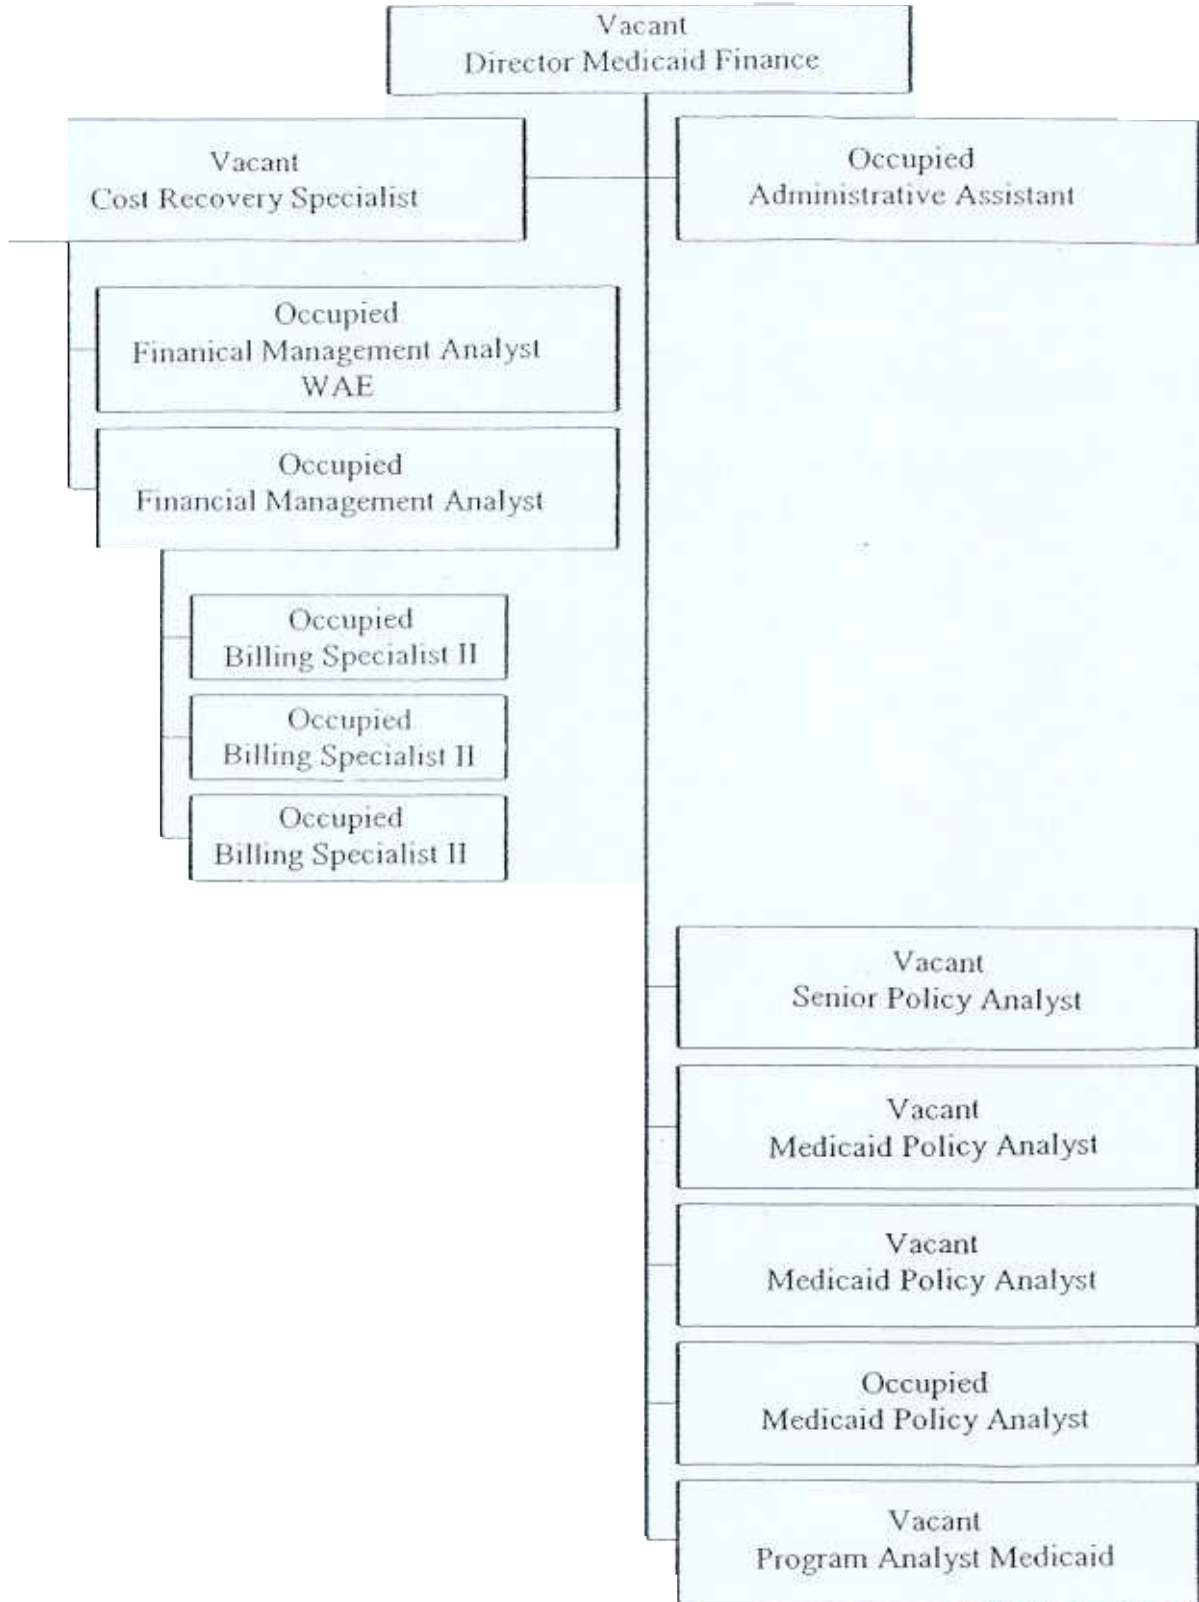 Vacant
Director Medicaid Finance
Vacant
Cost Recovery Specialist
Occupied
Administrative Assistant
Occupied
Finanical Management Analyst
WAE
Occupied
Financial Management Analyst
Occupied
Billing Specialist II
Occupied
Billing Specialist II
Occupied
Billing Specialist II
Vacant
Senior Policy Analyst
Vacant
Medicaid Policy Analyst
Vacant
Medicaid Policy Analyst
Occupied
Medicaid Policy Analyst
Vacant
Program Analyst Medicaid